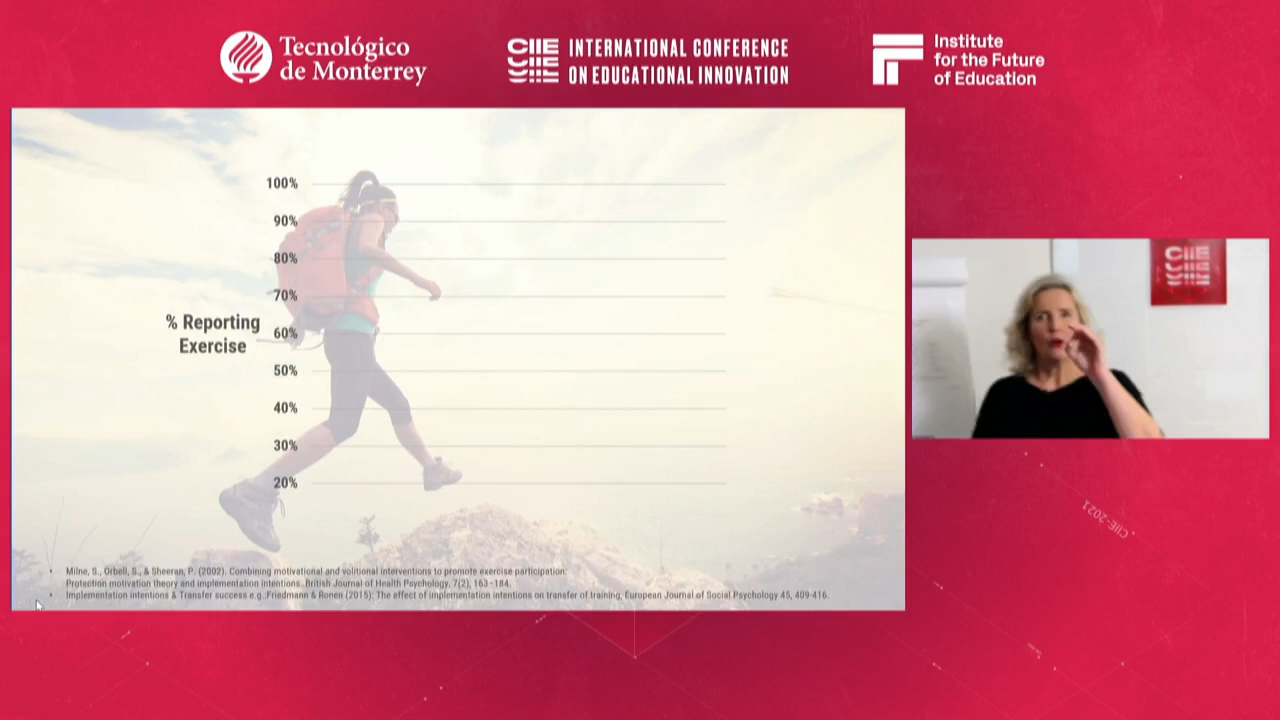 Tecnológico
de Monterrey
CIIE
INTERNATIONAL CONFERENCE
ON EDUCATIONAL INNOVATION
Institute
for the Future
of Education
100%
90%
80%
70%
% Reporting
Exercise
60%
50%
40%
30%
20%
• Milne, S., Orbell, S., & Sheeran, P. (2002). Combining motivational and volitional interventions to promote exercise participation:
Protection motivation theory and implementation intentions. British Journal of Health Psychology, 7(2), 163–184.
• Implementation intentions & Transfer success e.g. Friedmann & Ronen (2015): The effect of implementation intentions on transfer of training, European Journal of Social Psychology 45, 409-416.
CIIE
CIIE-2021